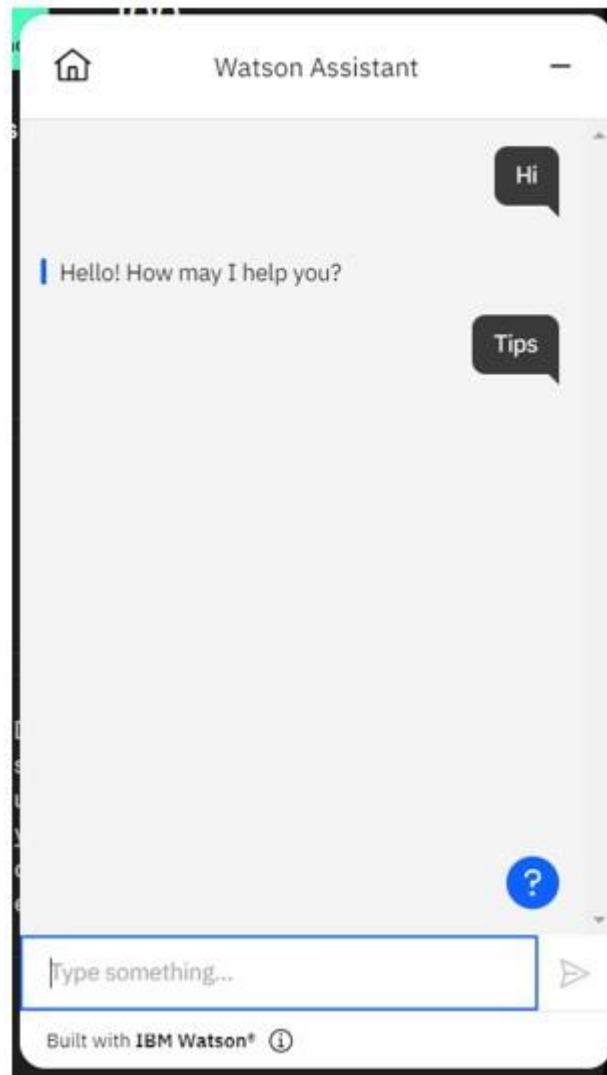 Watson Assistant
Hi
Hello! How may I help you?
Tips
?
Type something...
Built with IBM Watson®